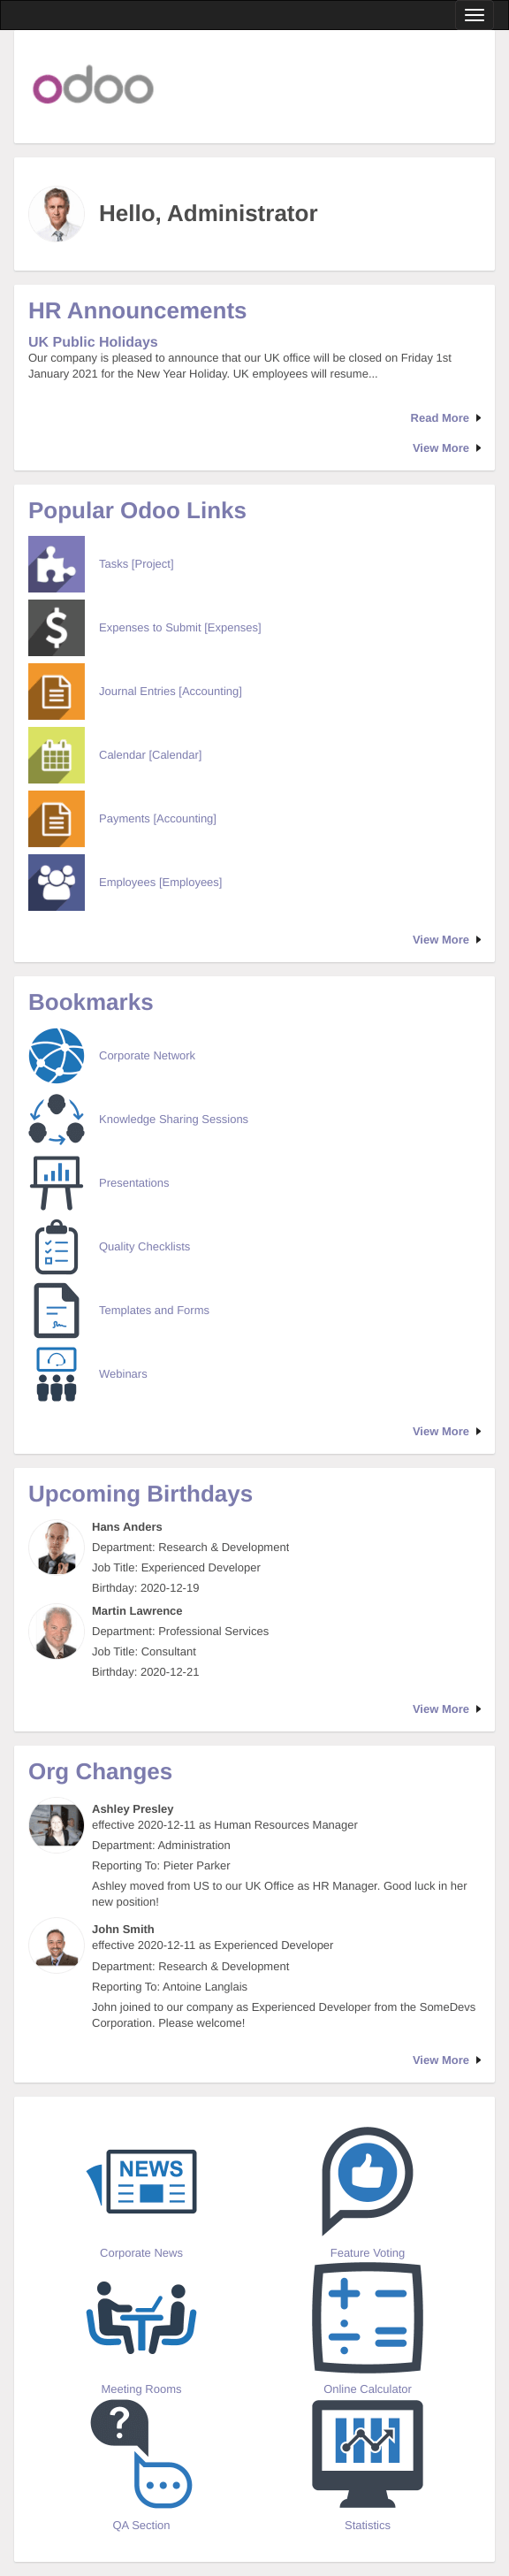 odoo
Hello, Administrator
HR Announcements
UK Public Holidays
Our company is pleased to announce that our UK office will be closed on Friday 1st
January 2021 for the New Year Holiday. UK employees will resume...
Read More
View More
Popular Odoo Links
Tasks [Project]
Expenses to Submit [Expenses]
Journal Entries [Accounting]
Calendar [Calendar]
Payments [Accounting]
Employees [Employees]
View More
Bookmarks
Corporate Network
Knowledge Sharing Sessions
Presentations
Quality Checklists
Templates and Forms
Webinars
View More
Upcoming Birthdays
Hans Anders
Department: Research & Development
Job Title: Experienced Developer
Birthday: 2020-12-19
Martin Lawrence
Department: Professional Services
Job Title: Consultant
Birthday: 2020-12-21
View More
Org Changes
Ashley Presley
effective 2020-12-11 as Human Resources Manager
Department: Administration
Reporting To: Pieter Parker
Ashley moved from US to our UK Office as HR Manager. Good luck in her
new position!
John Smith
effective 2020-12-11 as Experienced Developer
Department: Research & Development
Reporting To: Antoine Langlais
John joined to our company as Experienced Developer from the SomeDevs
Corporation. Please welcome!
View More
NEWS
Corporate News
Feature Voting
Meeting Rooms
Online Calculator
?
QA Section
Statistics